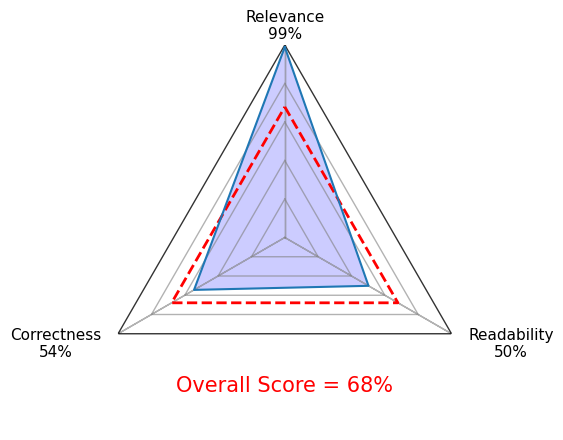 Relevance
99%
Correctness
54%
Readability
50%
Overall Score = 68%